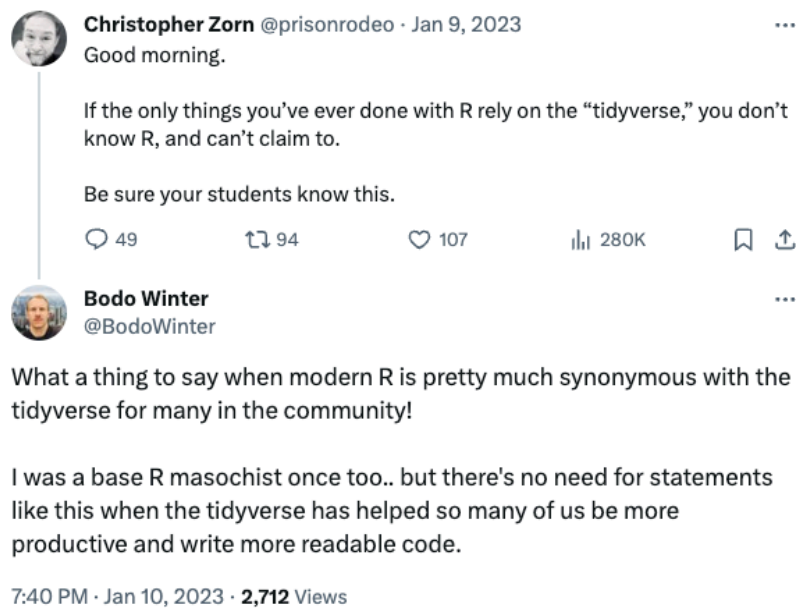 Christopher Zorn @prisonrodeo · Jan 9, 2023
Good morning.
If the only things you’ve ever done with R rely on the “tidyverse,” you don’t
know R, and can’t claim to.
Be sure your students know this.
49 94 107 280K
Bodo Winter
@BodoWinter
What a thing to say when modern R is pretty much synonymous with the
tidyverse for many in the community!
I was a base R masochist once too.. but there's no need for statements
like this when the tidyverse has helped so many of us be more
productive and write more readable code.
7:40 PM · Jan 10, 2023 · 2,712 Views